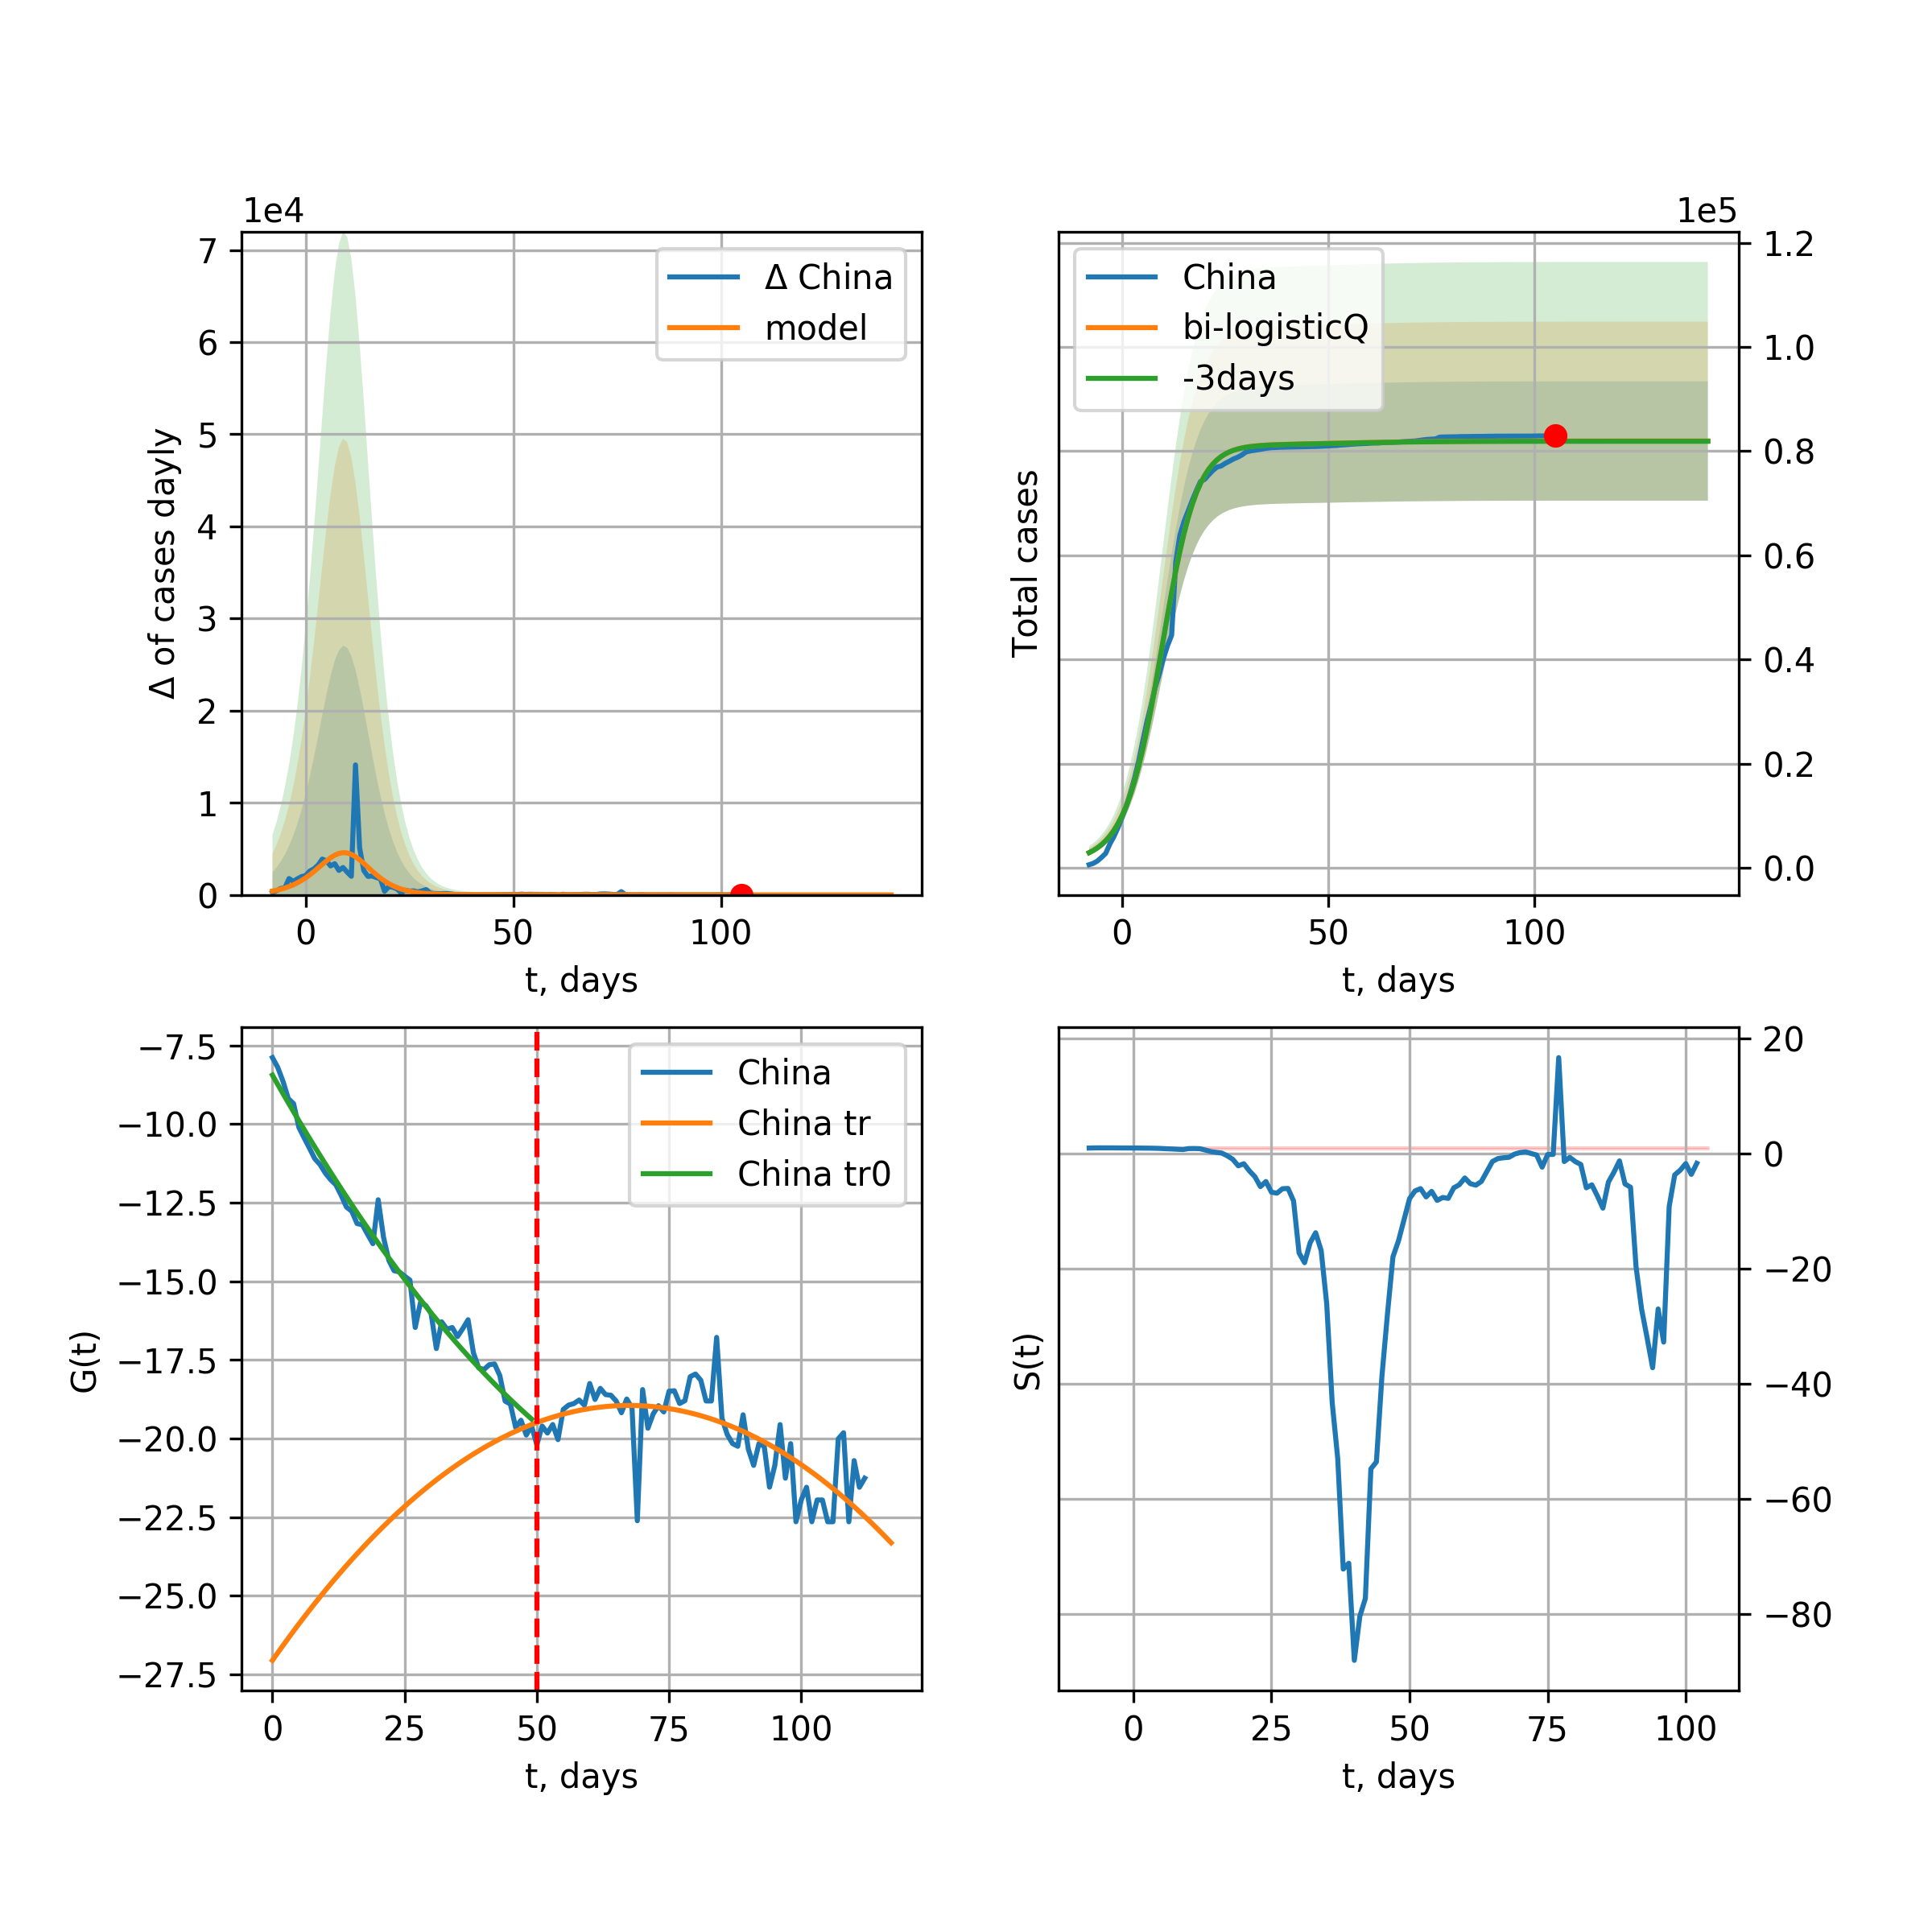 1e4
7
6
5
4
3
2
1
0
Δ of cases dayly
Δ China
model
0 50 100
t, days
1e5
1.2
1.0
0.8
0.6
0.4
0.2
0.0
Total cases
China
bi-logisticQ
-3days
0 50 100
t, days
−7.5
−10.0
−12.5
−15.0
−17.5
−20.0
−22.5
−25.0
−27.5
G(t)
China
China tr
China tr0
0 25 50 75 100
t, days
20
0
−20
−40
−60
−80
S(t)
0 25 50 75 100
t, days